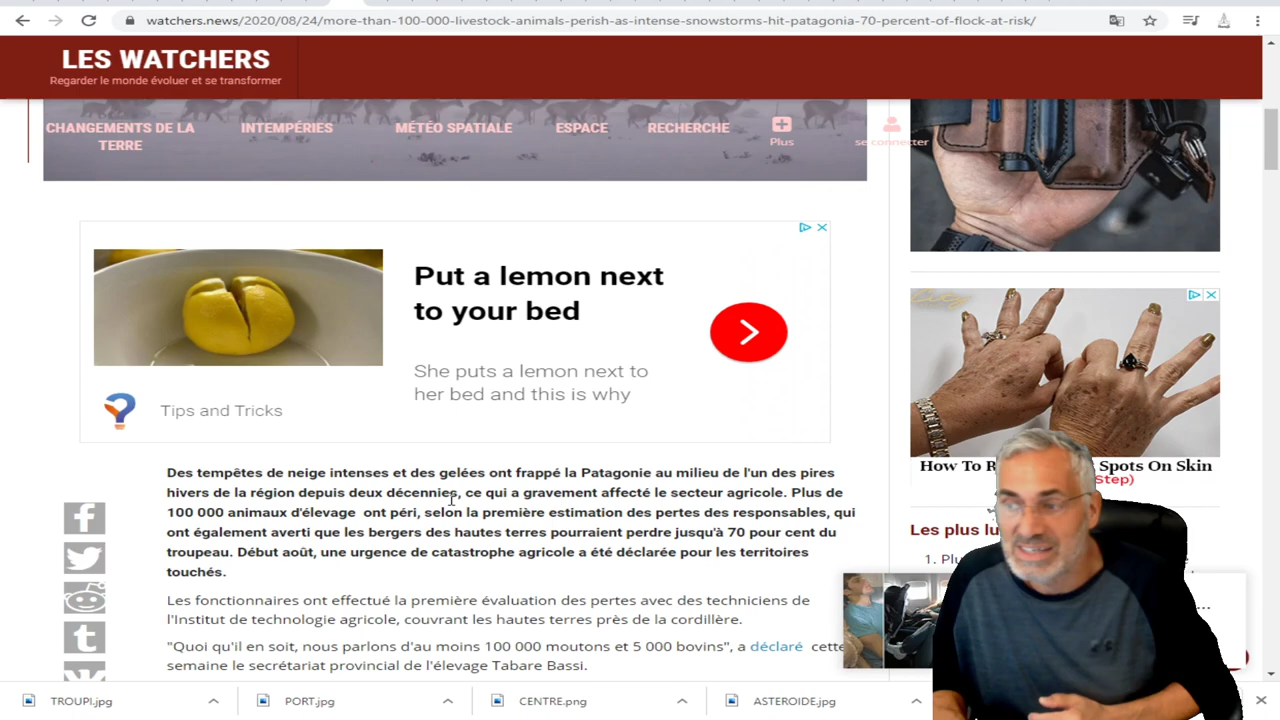 watchers.news/2020/08/24/more-than-100-000-livestock-animals-perish-as-intense-snowstorms-hit-patagonia-70-percent-of-flock-at-risk/
LES WATCHERS
Regarder le monde évoluer et se transformer
CHANGEMENTS DE LA TERRE
INTEMPÉRIES
MÉTÉO SPATIALE
ESPACE
RECHERCHE
Plus
se connecter
Put a lemon next
to your bed
She puts a lemon next to
her bed and this is why
Tips and Tricks
Des tempêtes de neige intenses et des gelées ont frappé la Patagonie au milieu de l'un des pires
hivers de la région depuis deux décennies, ce qui a gravement affecté le secteur agricole. Plus de
100 000 animaux d'élevage ont péri, selon la première estimation des pertes des responsables, qui
ont également averti que les bergers des hautes terres pourraient perdre jusqu'à 70 pour cent du
troupeau. Début août, une urgence de catastrophe agricole a été déclarée pour les territoires
touchés.
Les fonctionnaires ont effectué la première évaluation des pertes avec des techniciens de
l'Institut de technologie agricole, couvrant les hautes terres près de la cordillère.
"Quoi qu'il en soit, nous parlons d'au moins 100 000 moutons et 5 000 bovins", a déclaré cette
semaine le secrétariat provincial de l'élevage Tabare Bassi.
How To Spots On Skin
Step)
Les plus
1.
...
TROUPI.jpg
PORT.jpg
CENTRE.png
ASTEROIDE.jpg